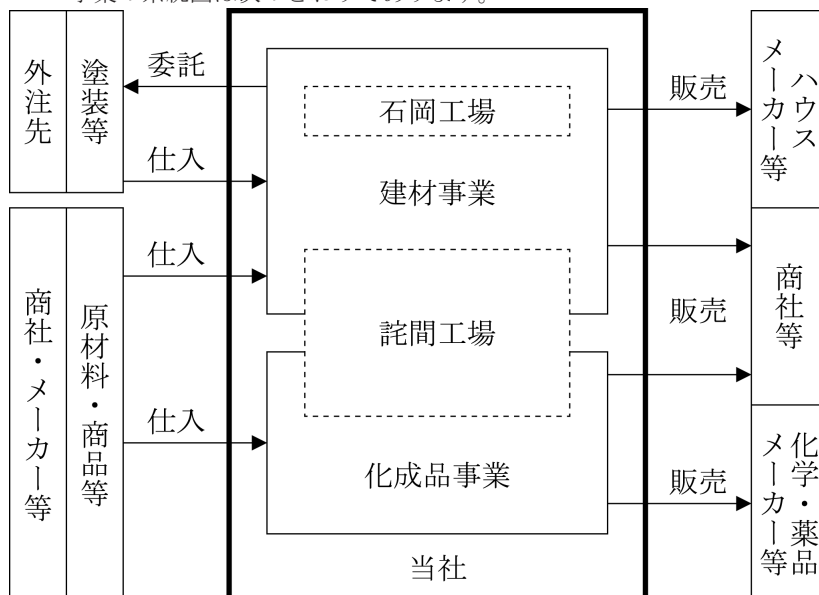 外注先
塗装等
委託
仕入
商社・メーカー等
原材料・商品等
仕入
仕入
石岡工場
建材事業
詫間工場
化成品事業
当社
販売
販売
販売
ハウス
メーカー等
商社等
化学・薬品
メーカー等